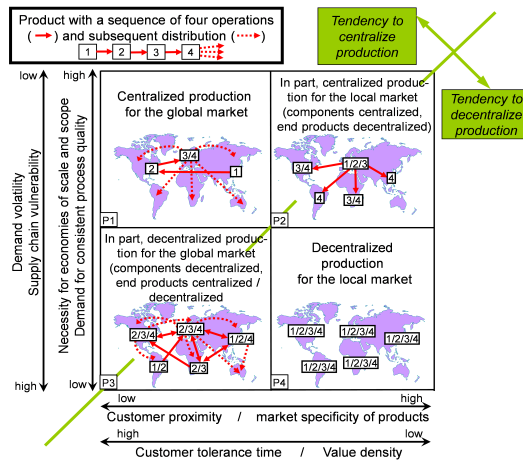 Product with a sequence of four operations
( ) and subsequent distribution ( )
1 2 3 4
Tendency to
centralize
production
Tendency to
decentralize
production
low
high
Demand volatility
Supply chain vulnerability
high
low
Necessity for economies of scale and scope
Demand for consistent process quality
Centralized production
for the global market
3/4
2
1
P1
In part, centralized produc-
tion for the local market
(components centralized,
end products decentralized)
3/4
1/2/3
4
4
3/4
P2
In part, decentralized produc-
tion for the global market
(components decentralized,
end products centralized /
decentralized
2/3/4
2/3/4
1/2/4
1/2
2/3
P3
Decentralized
production
for the local market
1/2/3/4
1/2/3/4
1/2/3/4
1/2/3/4
1/2/3/4
P4
low high
Customer proximity / market specificity of products
high low
Customer tolerance time / Value density